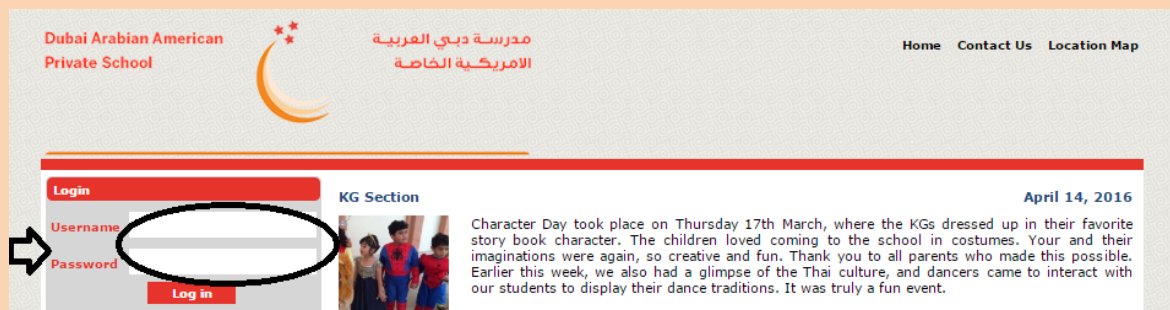 Dubai Arabian American
Private School
مدرسـة دبـي العربيـة
الامريكـية الخاصـة
Home Contact Us Location Map
Login
Username
Password
Log in
KG Section
April 14, 2016
Character Day took place on Thursday 17th March, where the KGs dressed up in their favorite
story book character. The children loved coming to the school in costumes. Your and their
imaginations were again, so creative and fun. Thank you to all parents who made this possible.
Earlier this week, we also had a glimpse of the Thai culture, and dancers came to interact with
our students to display their dance traditions. It was truly a fun event.